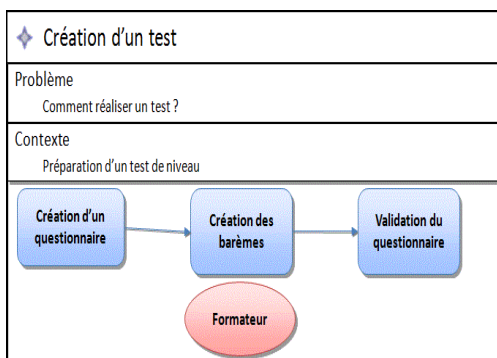 Création d'un test
Problème
Comment réaliser un test ?
Contexte
Préparation d'un test de niveau
Création d'un
questionnaire
Création des
barèmes
Validation du
questionnaire
Formateur